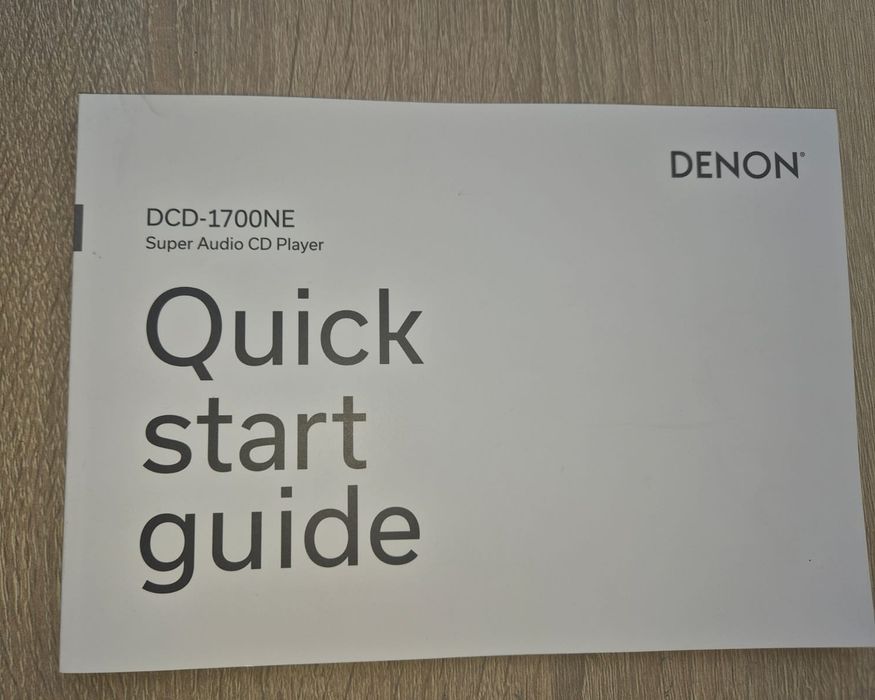 DENON®
DCD-1700NE
Super Audio CD Player
Quick
start
guide